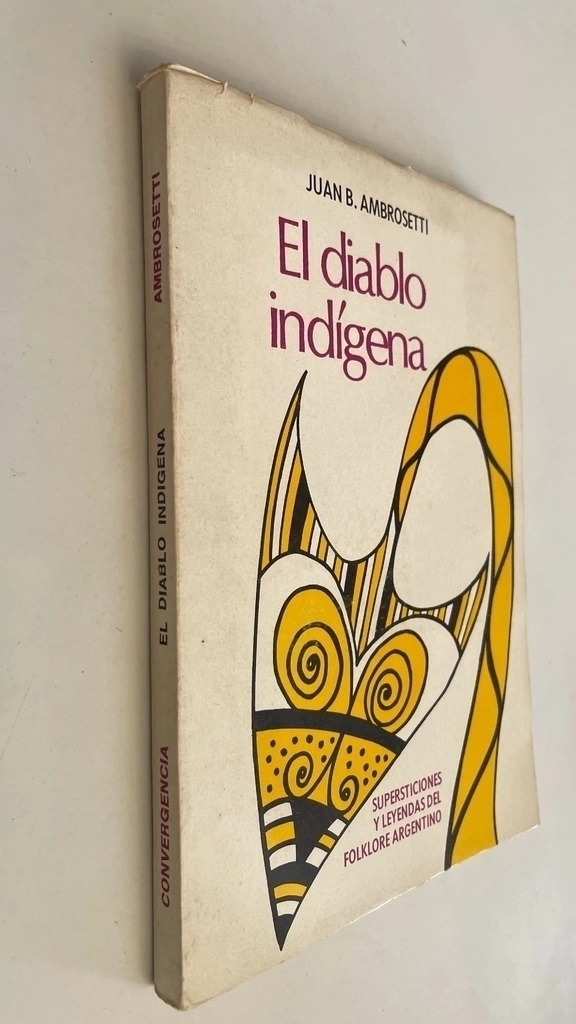 JUAN B. AMBROSETTI
El diablo
indígena
SUPERSTICIONES
Y LEYENDAS DEL
FOLKLORE ARGENTINO
AMBROSETTI
EL DIABLO INDIGENA
CONVERGENCIA